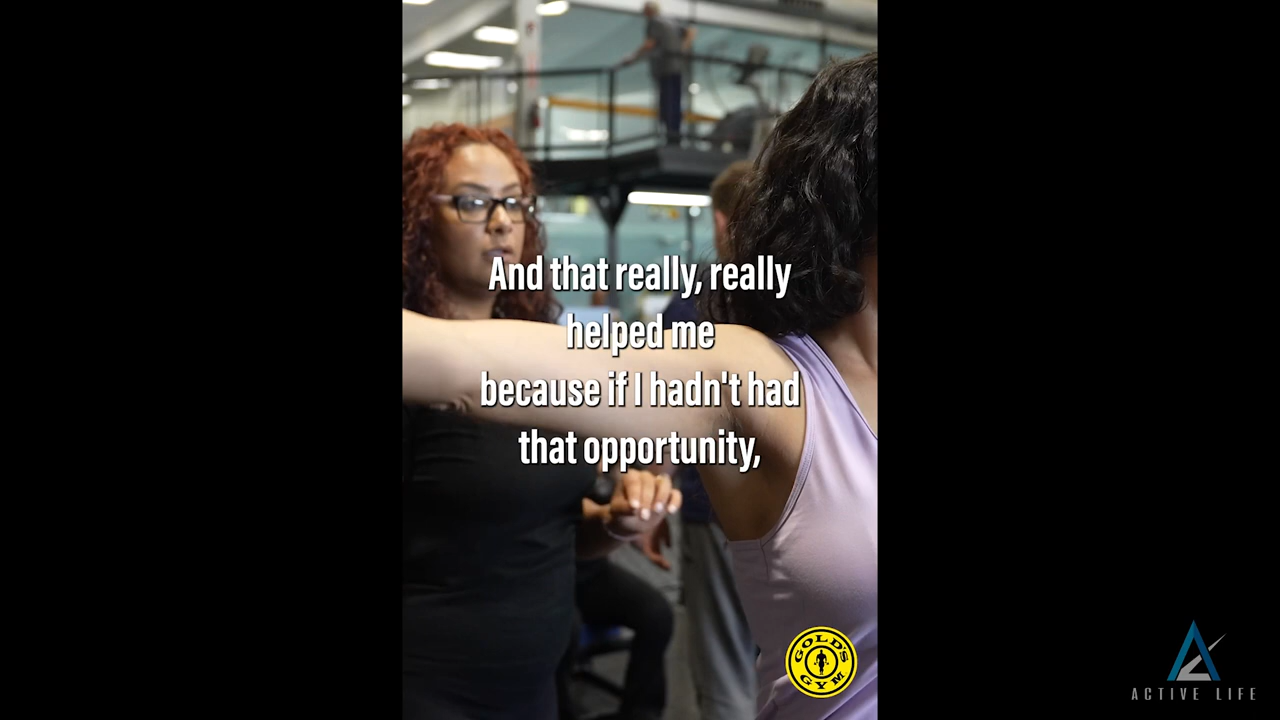 And that really, really
helped me
because if I hadn't had
that opportunity,
GOLD'S
GYM
ACTIVE LIFE